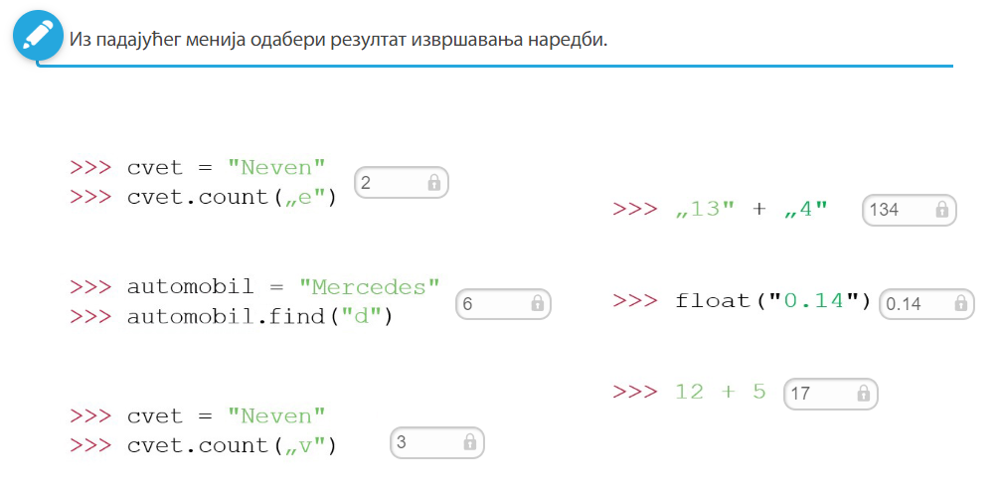 Из падајућег менија одабери резултат извршавања наредби.
>>> cvet = "Neven"
>>> cvet.count(„e") 2
>>> automobil = "Mercedes"
>>> automobil.find("d") 6
>>> cvet = "Neven"
>>> cvet.count(„v") 3
>>> „13" + „4" 134
>>> float("0.14") 0.14
>>> 12 + 5 17